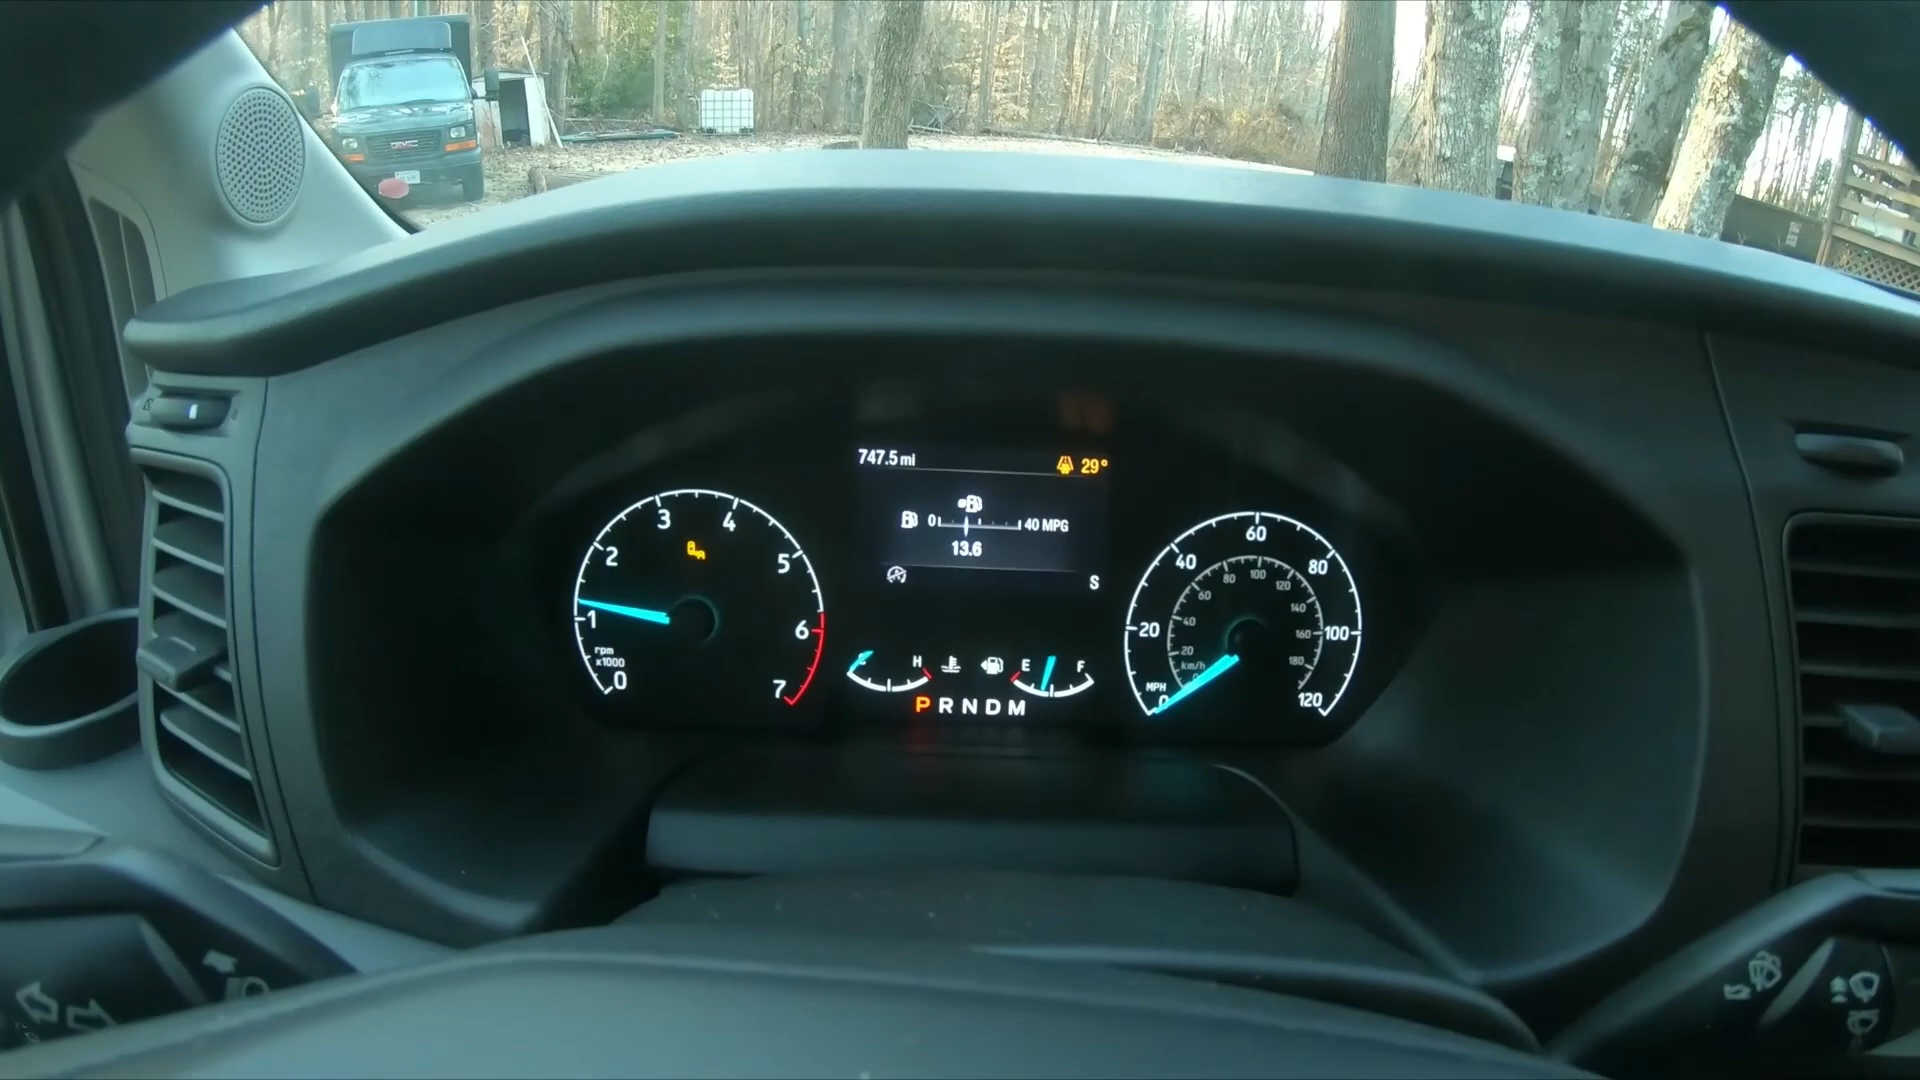 GMC
747.5 mi
29°
0 40 MPG
13.6
S
0 1 2 3 4 5 6 7
rpm
x1000
H
E F
P R N D M
0 20 40 60 80 100 120
MPH
20 40 60 80 100 120 140 160 180
km/h